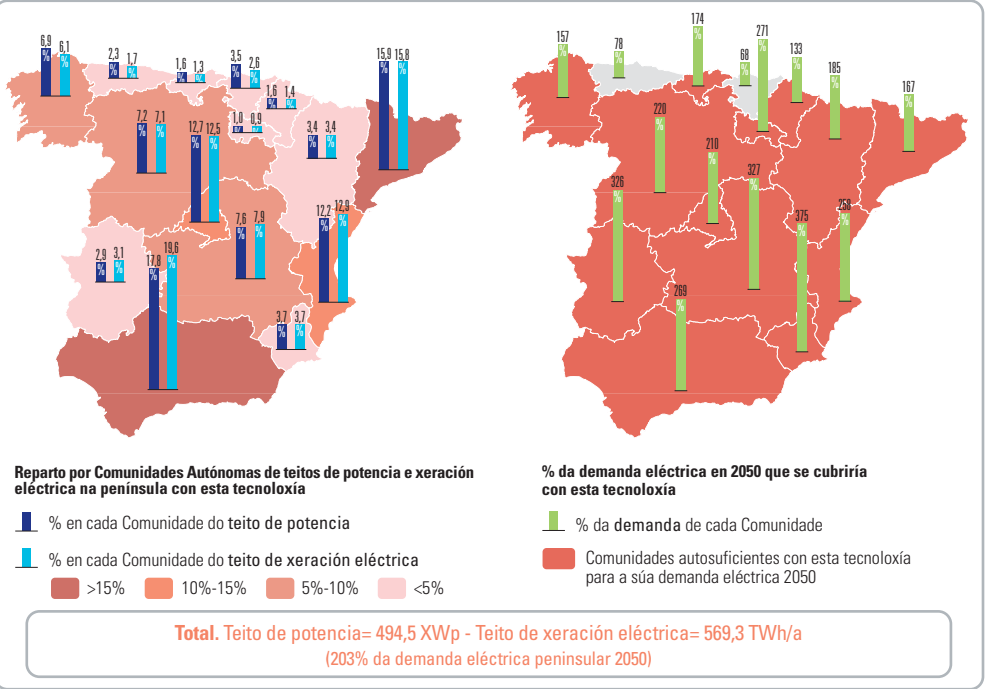 6,9 % 6,1 %
2,3 % 1,7 %
1,6 % 1,3 %
3,5 % 2,6 %
1,6 % 1,4 %
1,0 % 0,9 %
3,4 % 3,4 %
15,9 % 15,8 %
7,2 % 7,1 %
12,7 % 12,5 %
7,6 % 7,9 %
12,2 % 12,9 %
2,9 % 3,1 %
17,8 % 19,6 %
3,7 % 3,7 %
Reparto por Comunidades Autónomas de teitos de potencia e xeración
eléctrica na península con esta tecnoloxía
% en cada Comunidade do teito de potencia
% en cada Comunidade do teito de xeración eléctrica
>15% 10%-15% 5%-10% <5%
157 %
78 %
174 %
68 %
271 %
133 %
185 %
167 %
220 %
210 %
327 %
326 %
375 %
258 %
269 %
% da demanda eléctrica en 2050 que se cubriría
con esta tecnoloxía
% da demanda de cada Comunidade
Comunidades autosuficientes con esta tecnoloxía
para a súa demanda eléctrica 2050
Total. Teito de potencia= 494,5 XWp - Teito de xeración eléctrica= 569,3 TWh/a
(203% da demanda eléctrica peninsular 2050)